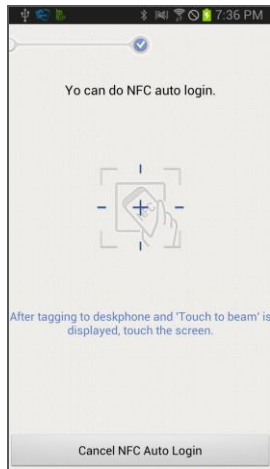 7:36 PM
Yo can do NFC auto login.
After tagging to deskphone and 'Touch to beam' is
displayed, touch the screen.
Cancel NFC Auto Login